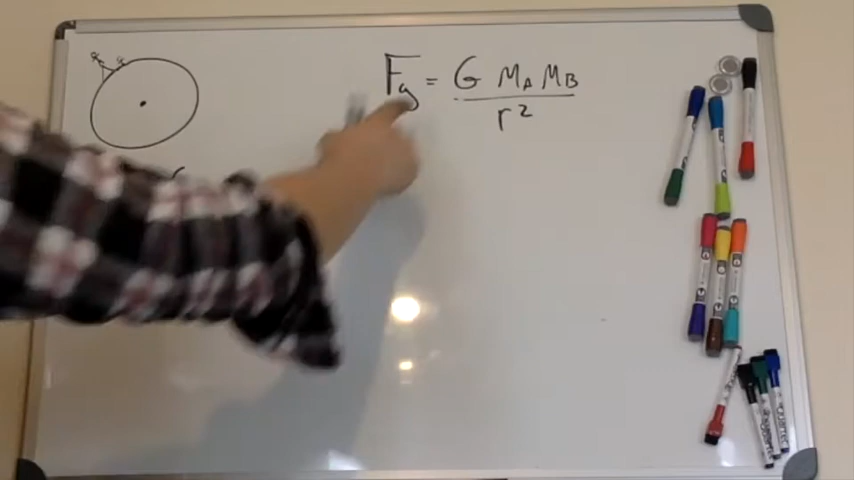 Fg = G MA MB
r²